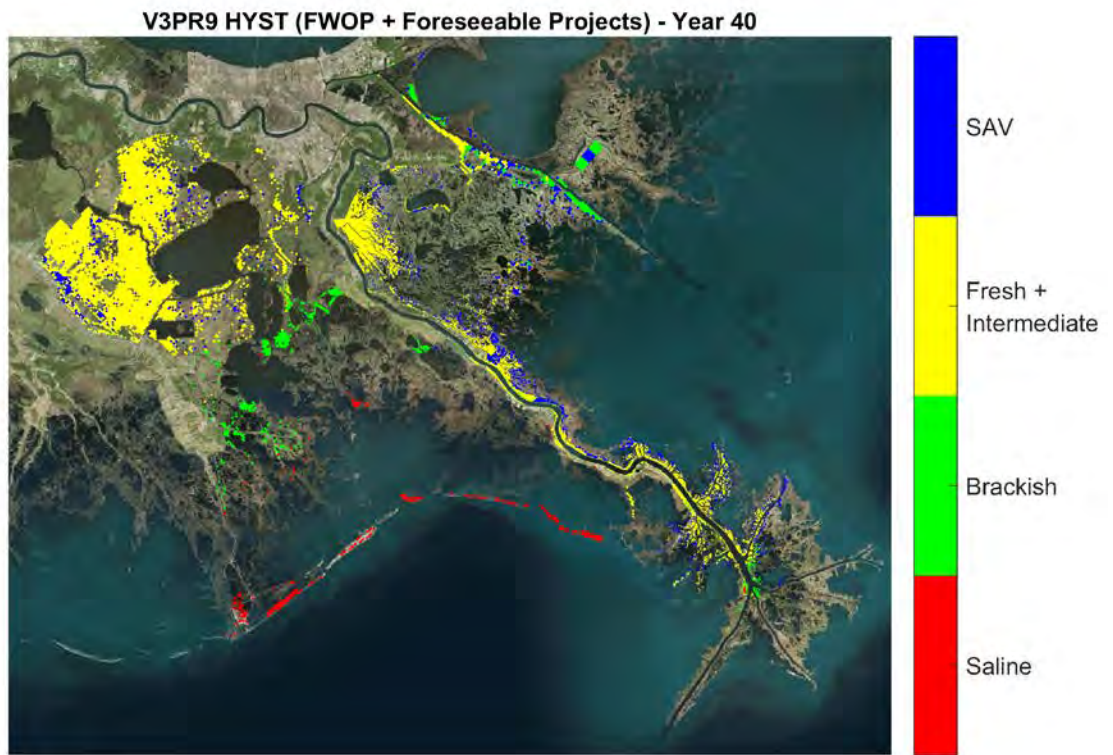 V3PR9 HYST (FWOP + Foreseeable Projects) - Year 40
SAV
Fresh +
Intermediate
Brackish
Saline